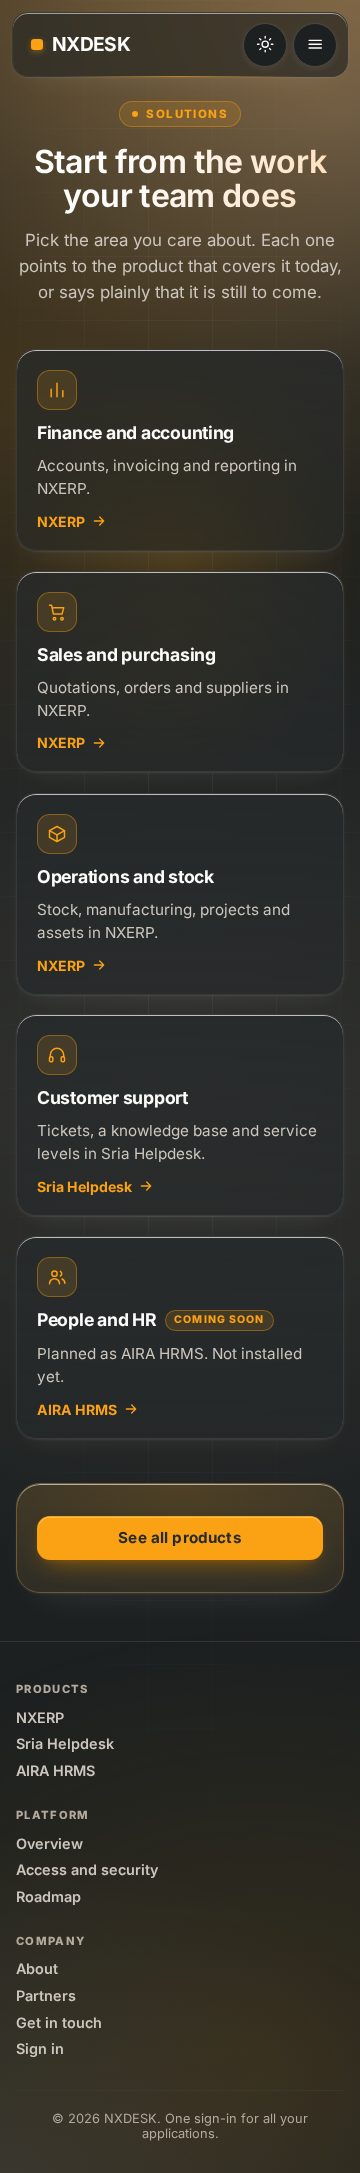 NXDESK
SOLUTIONS
Start from the work
your team does
Pick the area you care about. Each one
points to the product that covers it today,
or says plainly that it is still to come.
Finance and accounting
Accounts, invoicing and reporting in
NXERP.
NXERP →
Sales and purchasing
Quotations, orders and suppliers in
NXERP.
NXERP →
Operations and stock
Stock, manufacturing, projects and
assets in NXERP.
NXERP →
Customer support
Tickets, a knowledge base and service
levels in Sria Helpdesk.
Sria Helpdesk →
People and HR COMING SOON
Planned as AIRA HRMS. Not installed
yet.
AIRA HRMS →
See all products
PRODUCTS
NXERP
Sria Helpdesk
AIRA HRMS
PLATFORM
Overview
Access and security
Roadmap
COMPANY
About
Partners
Get in touch
Sign in
© 2026 NXDESK. One sign-in for all your
applications.